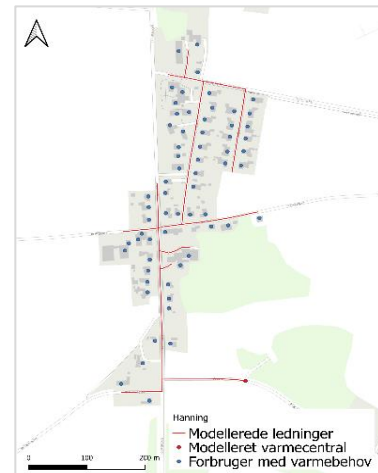 Hanning
Modellerede ledninger
Modelleret varmecentral
Forbruger med varmebehov
0 100 200 m